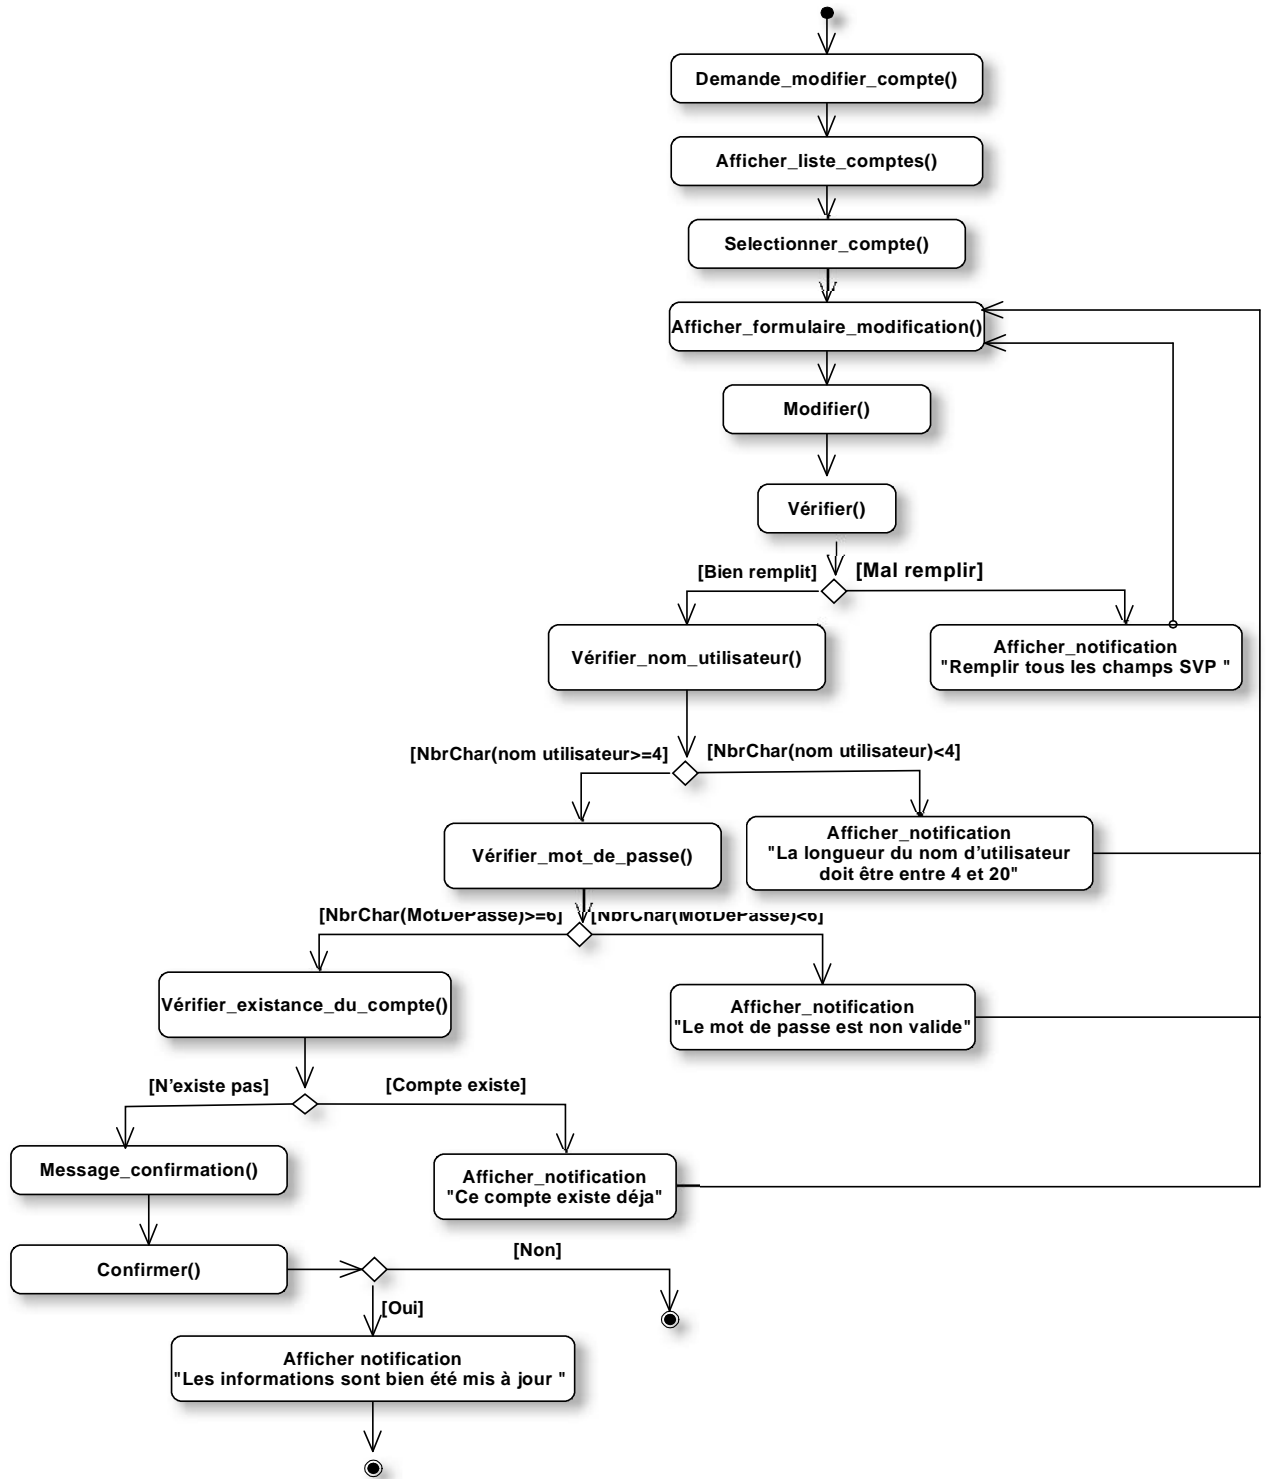 Demande_modifier_compte()
Afficher_liste_comptes()
Selectionner_compte()
Afficher_formulaire_modification()
Modifier()
Vérifier()
[Bien remplit]
[Mal remplir]
Vérifier_nom_utilisateur()
Afficher_notification
"Remplir tous les champs SVP "
[NbrChar(nom utilisateur>=4]
[NbrChar(nom utilisateur)<4]
Vérifier_mot_de_passe()
Afficher_notification
"La longueur du nom d'utilisateur
doit être entre 4 et 20"
[NbrChar(MotDePasse)>=6]
[NbrChar(MotDePasse)<6]
Vérifier_existance_du_compte()
Afficher_notification
"Le mot de passe est non valide"
[N'existe pas]
[Compte existe]
Message_confirmation()
Afficher_notification
"Ce compte existe déja"
Confirmer()
[Non]
[Oui]
Afficher notification
"Les informations sont bien été mis à jour "